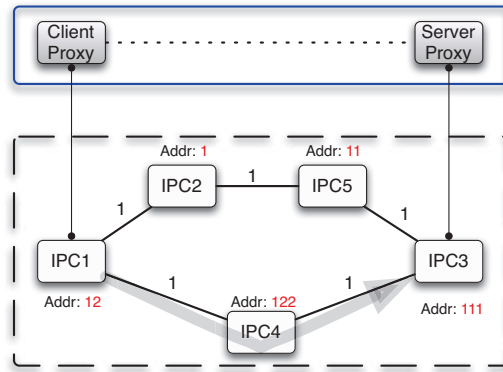 Client
Proxy
Server
Proxy
Addr: 1
Addr: 11
IPC2
1
IPC5
1
1
IPC1
IPC3
1
1
Addr: 12
Addr: 122
Addr: 111
IPC4